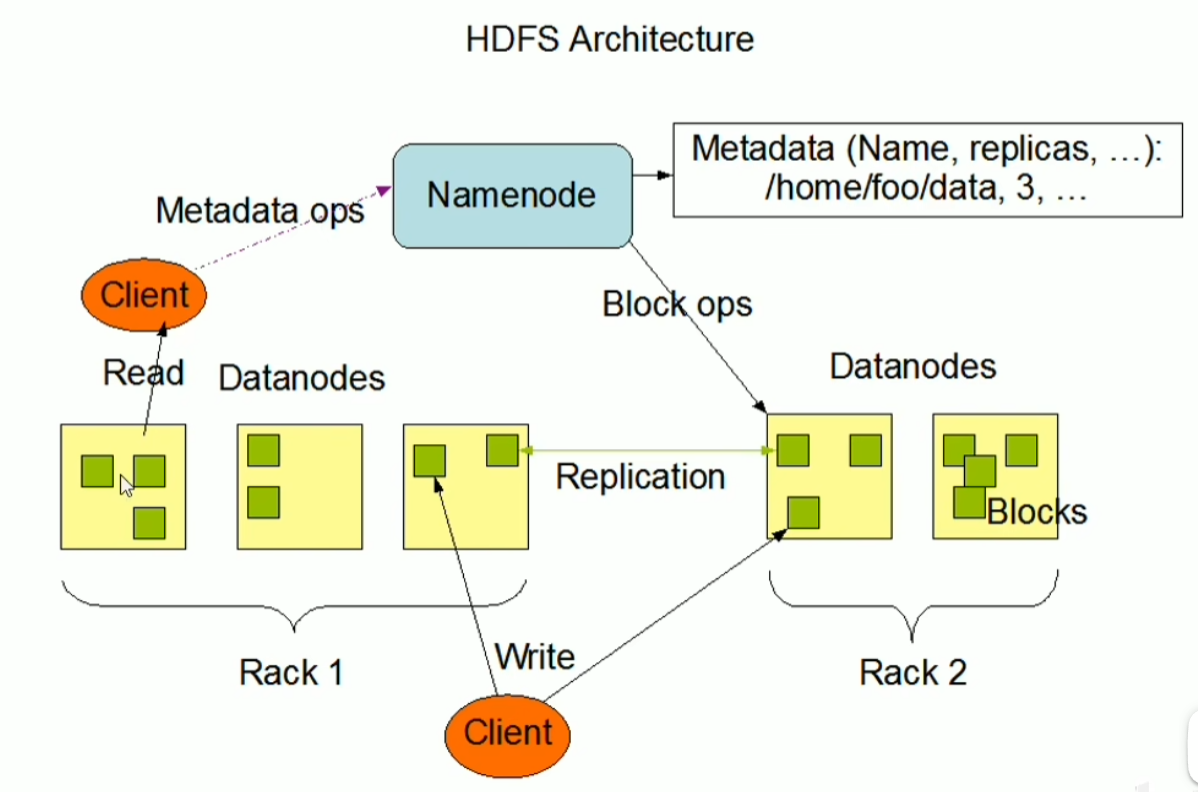 HDFS Architecture
Metadata (Name, replicas, ...):
/home/foo/data, 3, ...
Namenode
Metadata ops
Client
Block ops
Read
Datanodes
Datanodes
Replication
Blocks
Write
Rack 1
Rack 2
Client